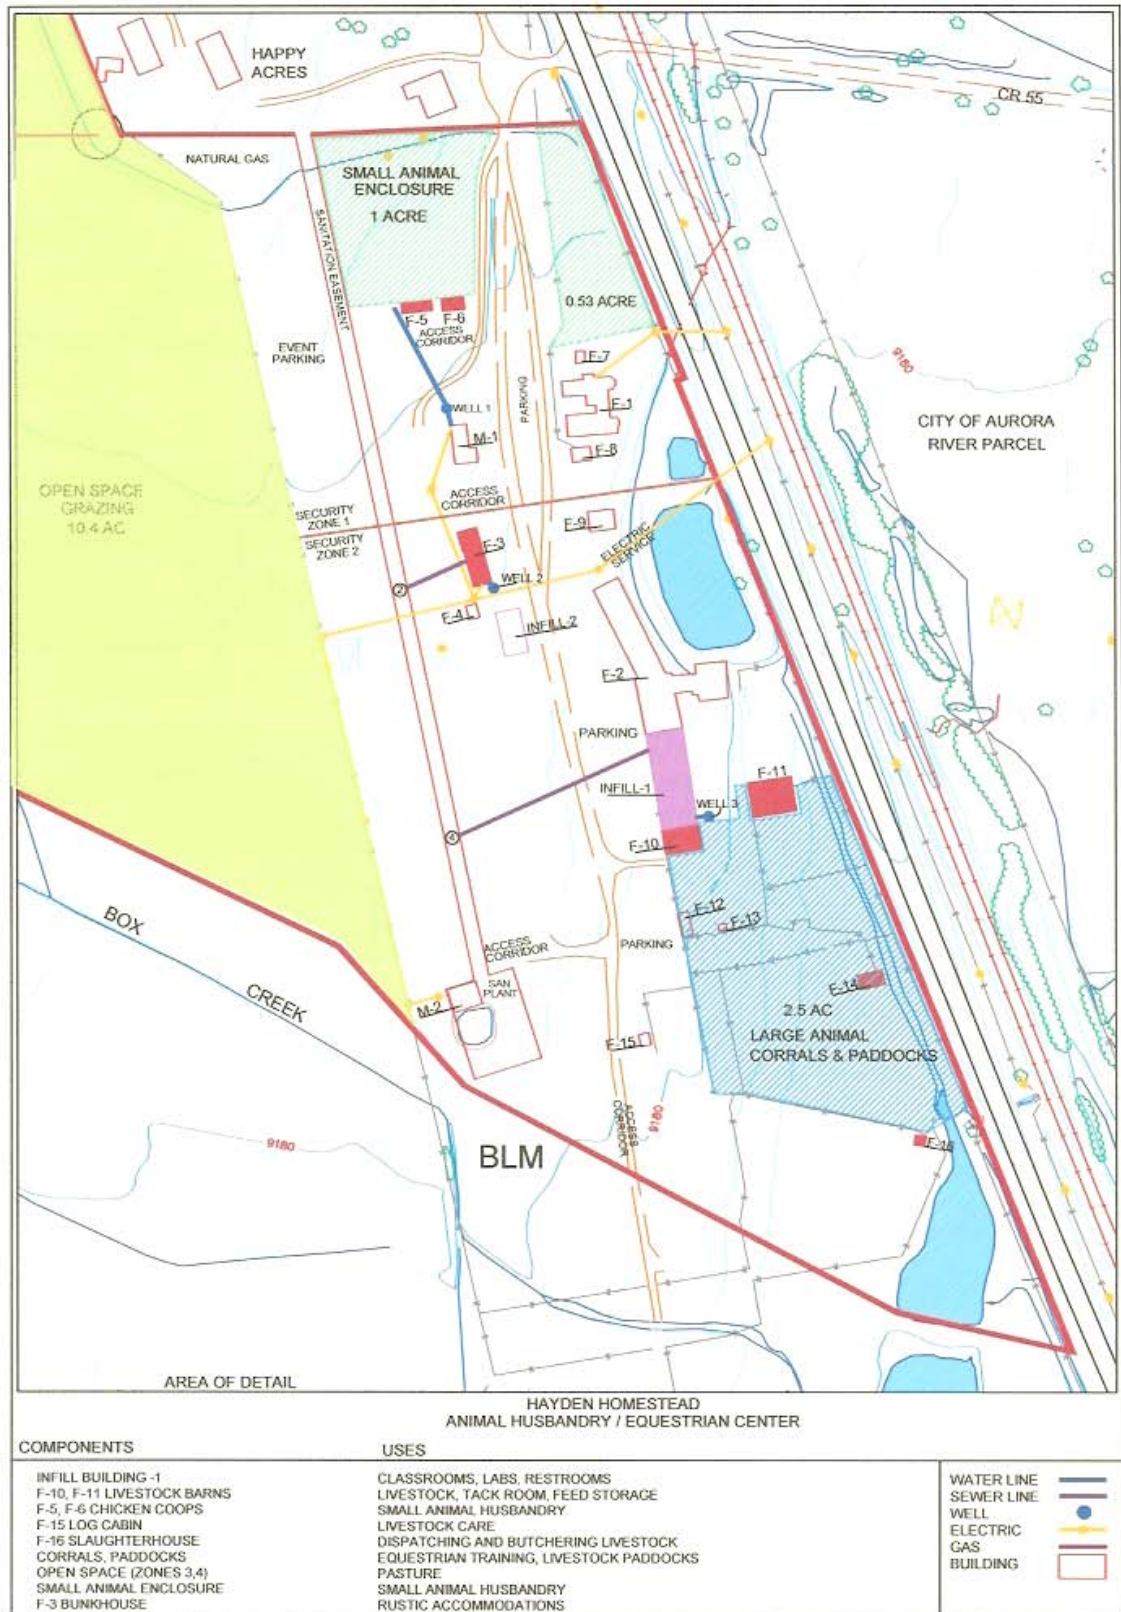 HAPPY
ACRES
CR 55
NATURAL GAS
SMALL ANIMAL
ENCLOSURE
1 ACRE
SANITATION EASEMENT
0.53 ACRE
F-5 F-6
ACCESS
CORRIDOR
EVENT
PARKING
PARKING
F-7
9180
F-1
WELL 1
M-1
F-8
CITY OF AURORA
RIVER PARCEL
OPEN SPACE
GRAZING
10.4 AC
ACCESS
CORRIDOR
SECURITY
ZONE 1
SECURITY
ZONE 2
F-9
F-3
ELECTRIC
SERVICE
2
WELL 2
F-4
INFILL-2
F-2
PARKING
F-11
INFILL-1
WELL 3
4
F-10
F-12
F-13
BOX
CREEK
ACCESS
CORRIDOR
PARKING
SAN
PLANT
M-2
F-14
2.5 AC
LARGE ANIMAL
CORRALS & PADDOCKS
F-15
ACCESS
CORRIDOR
9180
9180
BLM
F-16
AREA OF DETAIL
HAYDEN HOMESTEAD
ANIMAL HUSBANDRY / EQUESTRIAN CENTER
COMPONENTS USES
INFILL BUILDING -1 CLASSROOMS, LABS, RESTROOMS
F-10, F-11 LIVESTOCK BARNS LIVESTOCK, TACK ROOM, FEED STORAGE
F-5, F-6 CHICKEN COOPS SMALL ANIMAL HUSBANDRY
F-15 LOG CABIN LIVESTOCK CARE
F-16 SLAUGHTERHOUSE DISPATCHING AND BUTCHERING LIVESTOCK
CORRALS, PADDOCKS EQUESTRIAN TRAINING, LIVESTOCK PADDOCKS
OPEN SPACE (ZONES 3,4) PASTURE
SMALL ANIMAL ENCLOSURE SMALL ANIMAL HUSBANDRY
F-3 BUNKHOUSE RUSTIC ACCOMMODATIONS
WATER LINE
SEWER LINE
WELL
ELECTRIC
GAS
BUILDING